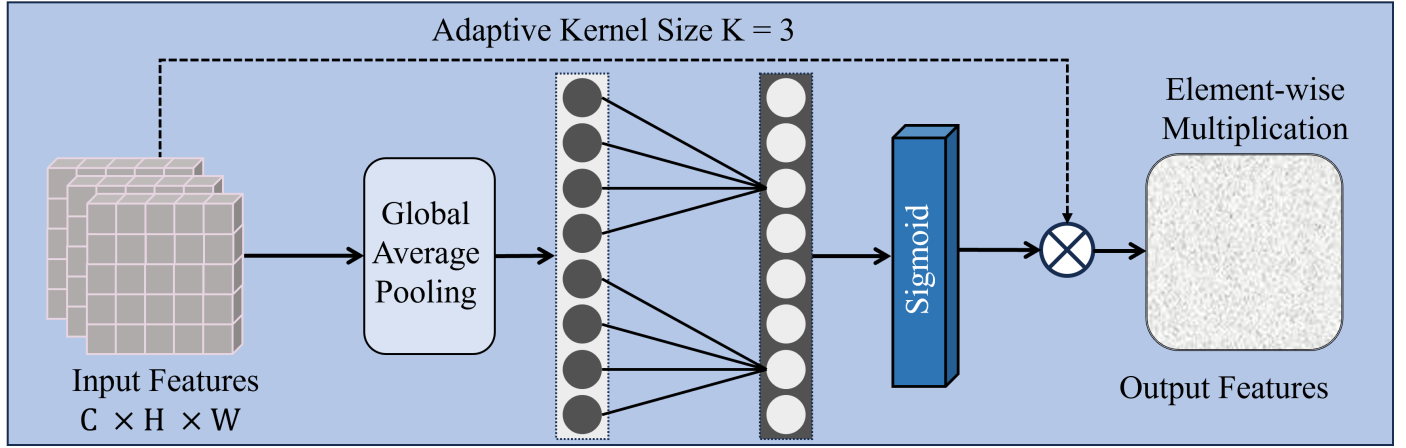 Adaptive Kernel Size K = 3
Element-wise
Multiplication
Global
Average
Pooling
Sigmoid
Input Features
C × H × W
Output Features